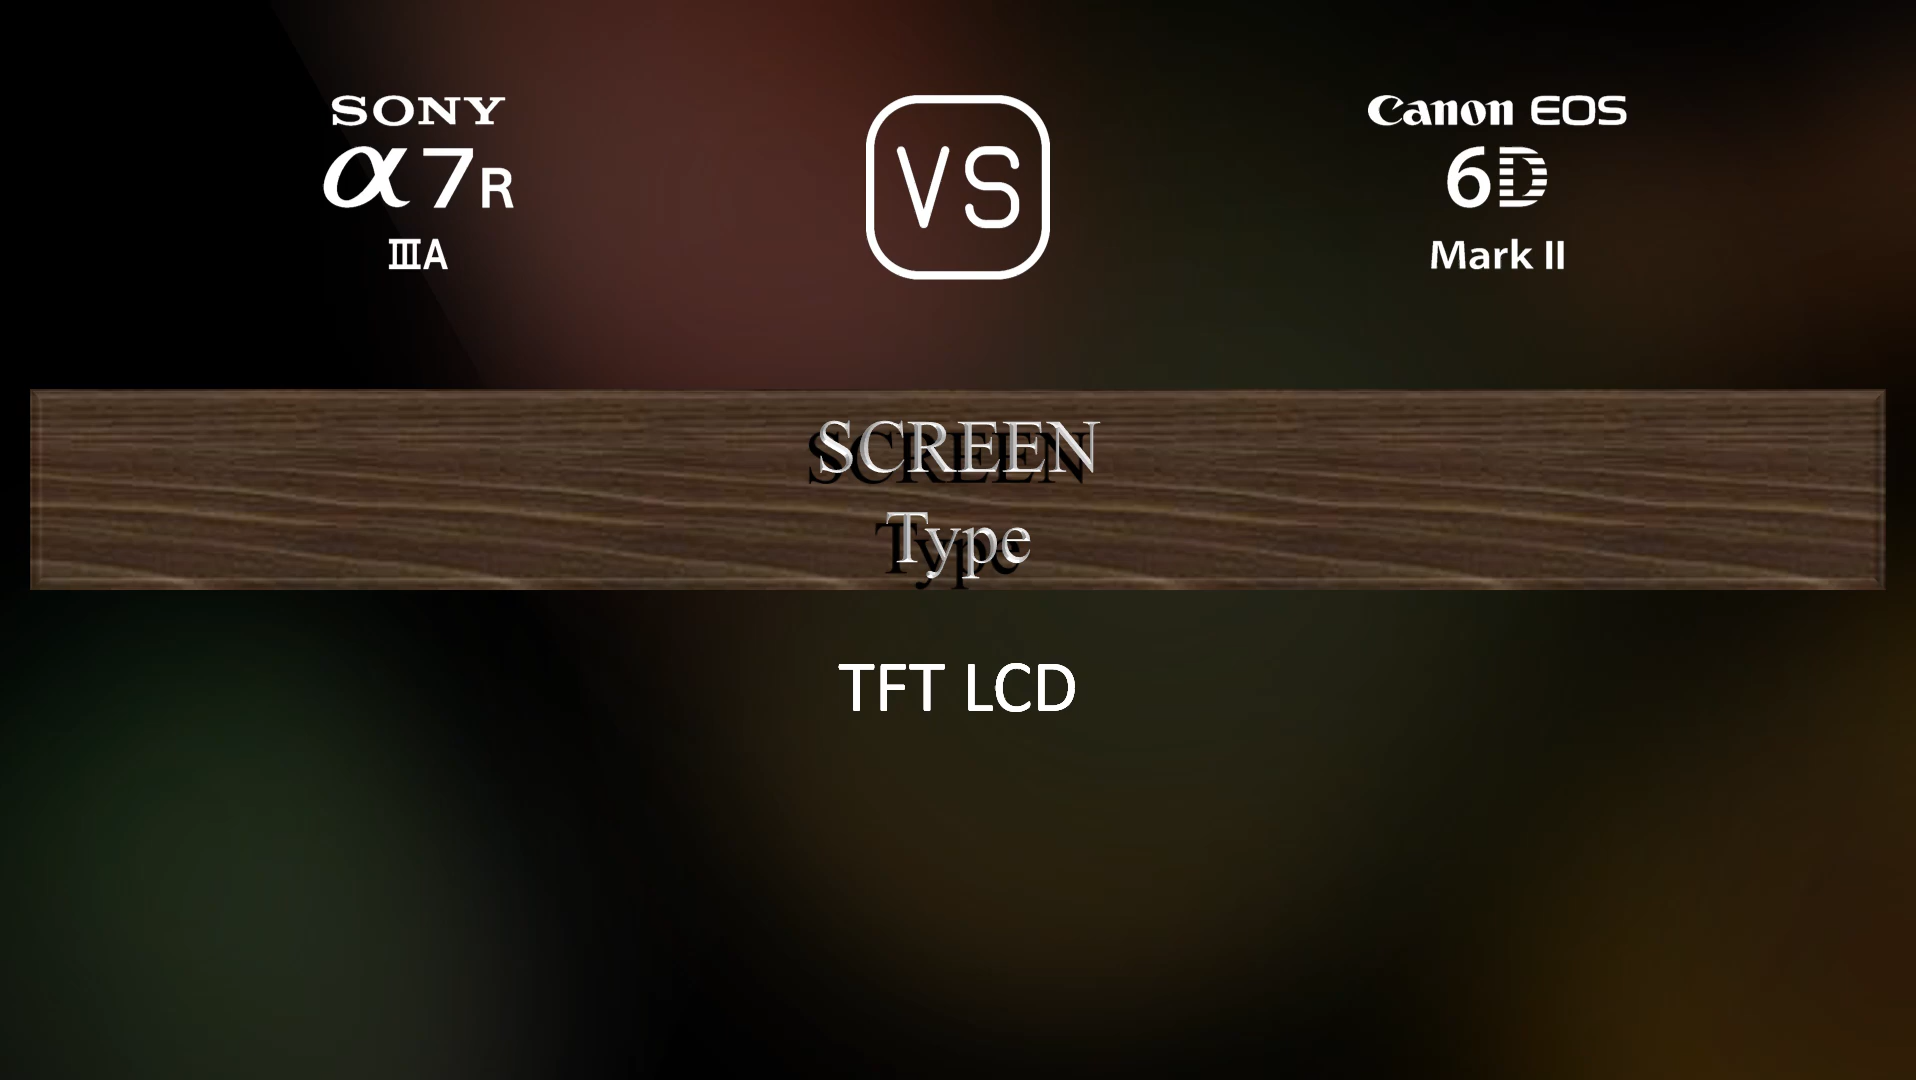 SONY
α7R
ⅢA
VS
Canon EOS
6D
Mark II
SCREEN
Type
TFT LCD